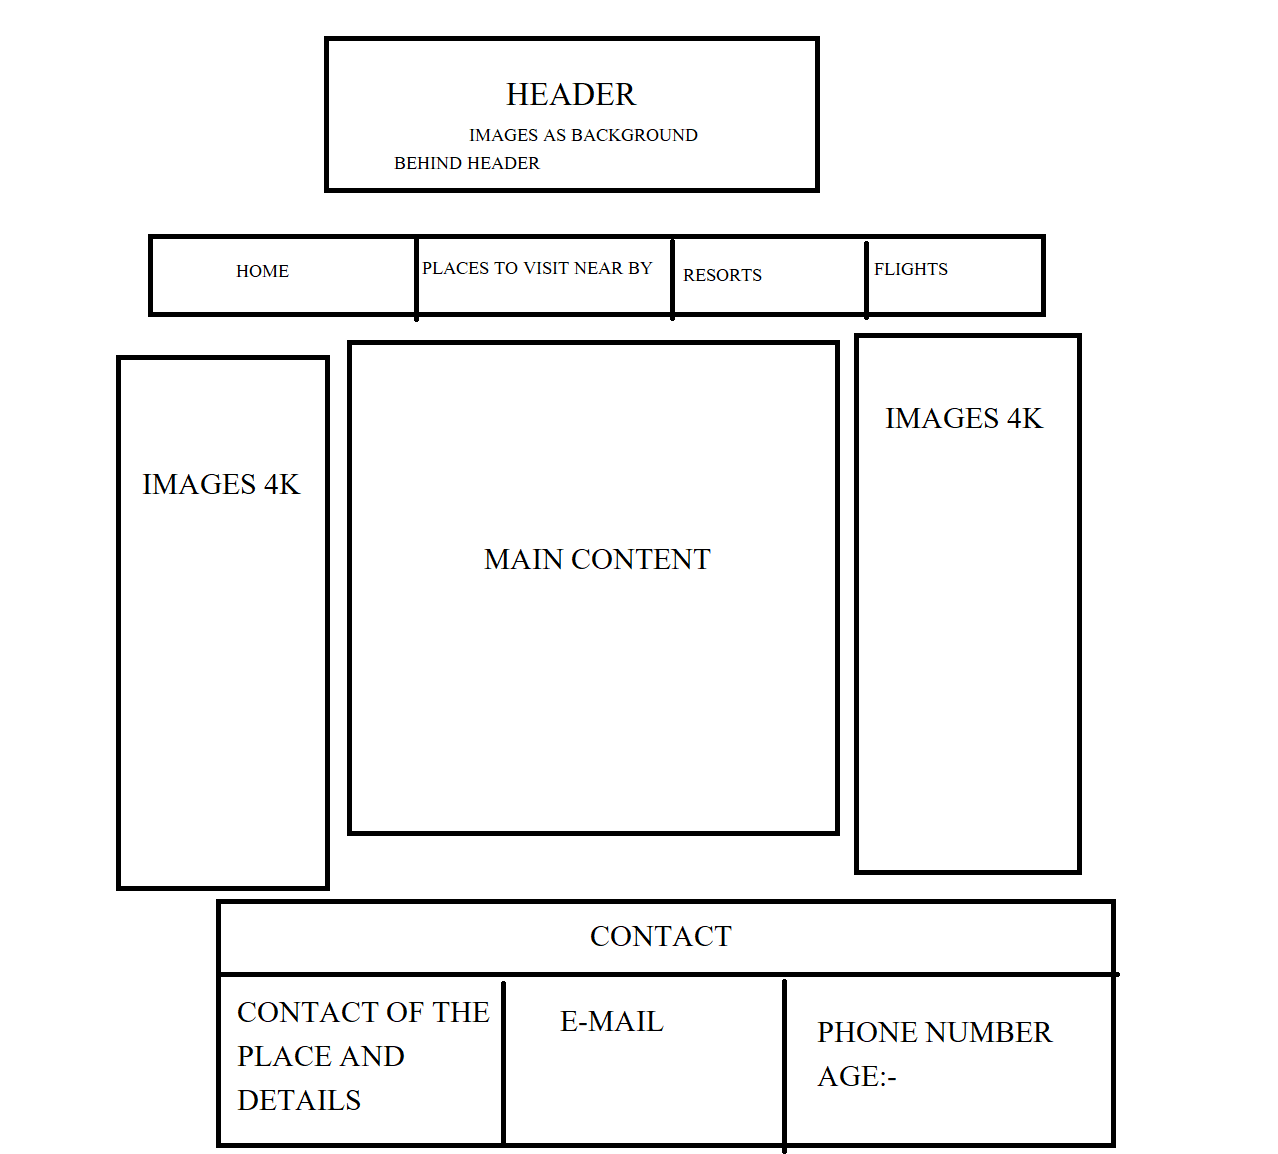 HEADER
IMAGES AS BACKGROUND
BEHIND HEADER
HOME
PLACES TO VISIT NEAR BY
RESORTS
FLIGHTS
IMAGES 4K
MAIN CONTENT
IMAGES 4K
CONTACT
CONTACT OF THE
PLACE AND
DETAILS
E-MAIL
PHONE NUMBER
AGE:-